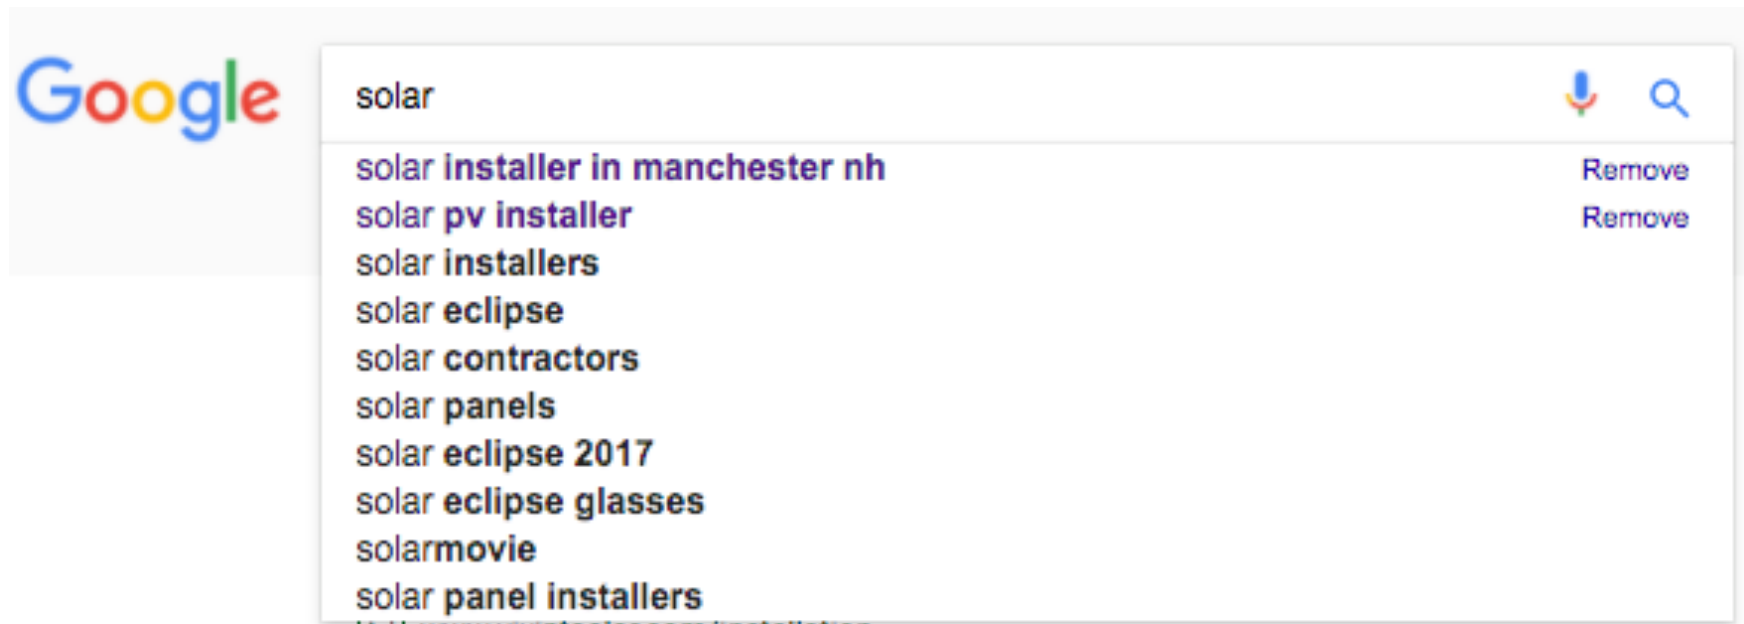 Google
solar
solar installer in manchester nh Remove
solar pv installer Remove
solar installers
solar eclipse
solar contractors
solar panels
solar eclipse 2017
solar eclipse glasses
solarmovie
solar panel installers